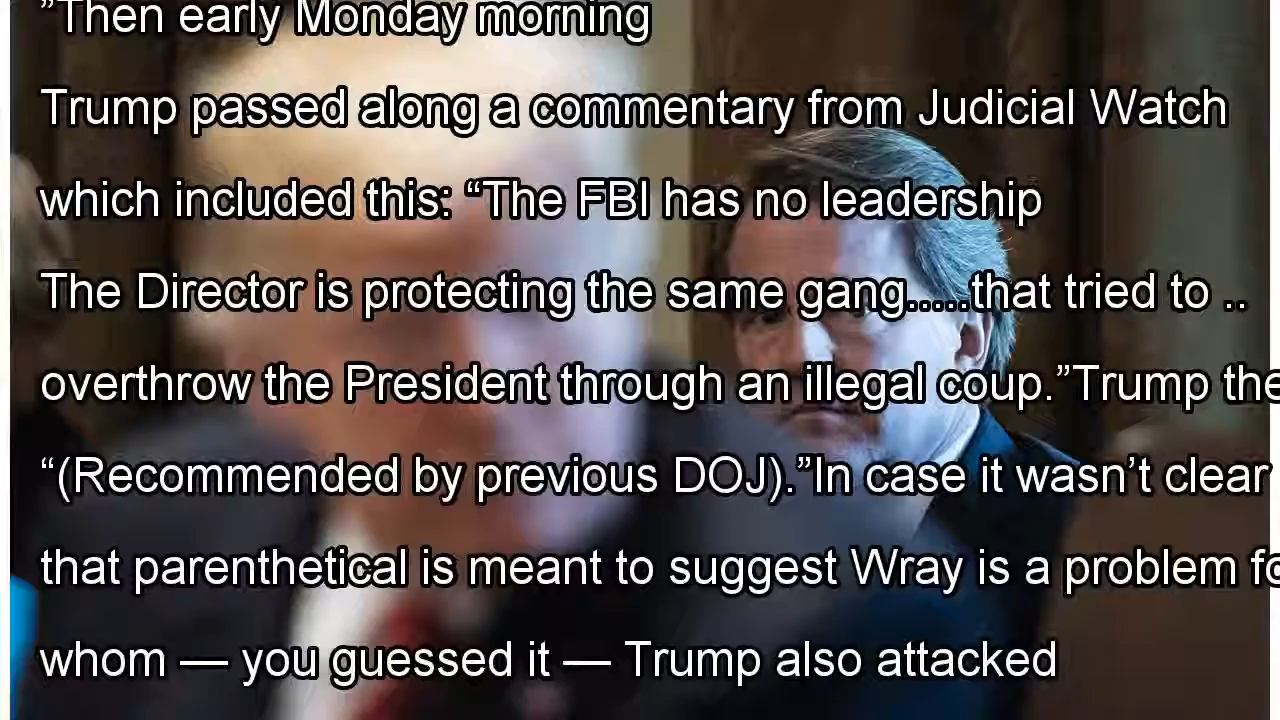 ”Then early Monday morning
Trump passed along a commentary from Judicial Watch
which included this: “The FBI has no leadership
The Director is protecting the same gang.....that tried to ..
overthrow the President through an illegal coup.”Trump the
“(Recommended by previous DOJ).”In case it wasn’t clear
that parenthetical is meant to suggest Wray is a problem fo
whom — you guessed it — Trump also attacked